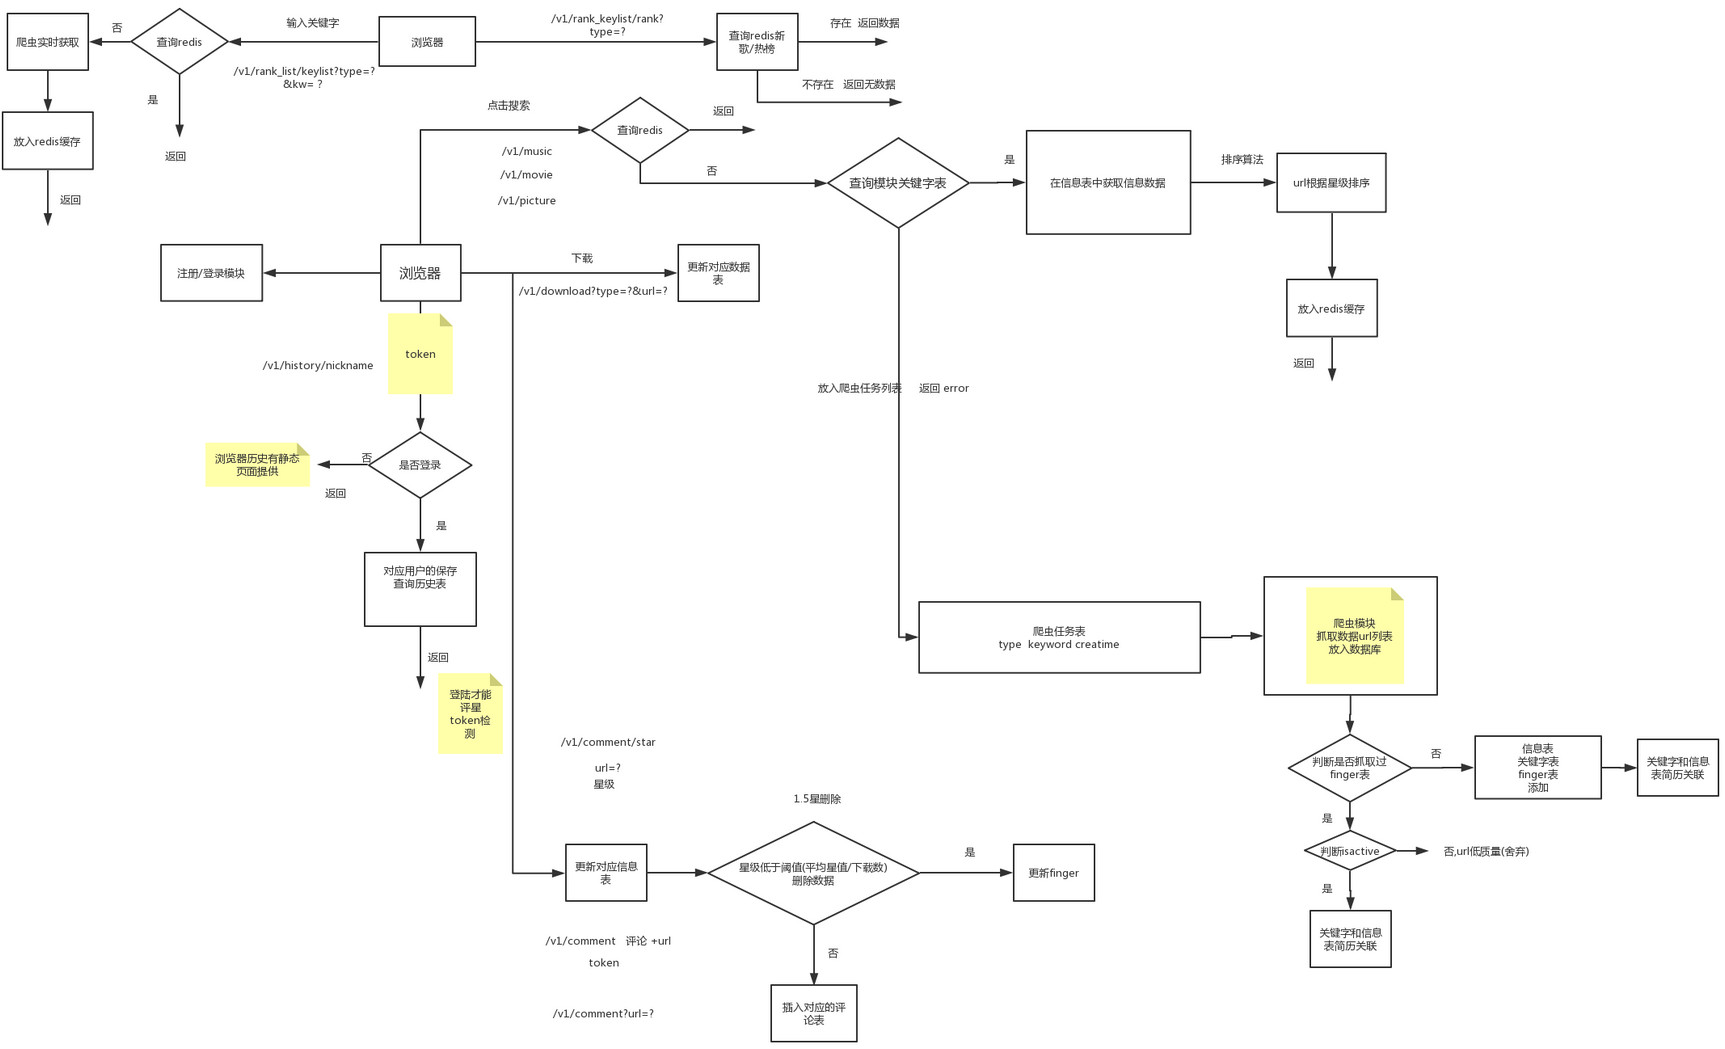 爬虫实时获取
否
查询redis
输入关键字
/v1/rank_list/keylist?type=?
&kw= ?
浏览器
/v1/rank_keylist/rank?
type=?
查询redis新
歌/热榜
存在  返回数据
不存在   返回无数据
是
返回
放入redis缓存
返回
点击搜索
/v1/music
/v1/movie
/v1/picture
查询redis
返回
否
查询模块关键字表
是
在信息表中获取信息数据
排序算法
url根据星级排序
放入redis缓存
返回
注册/登录模块
浏览器
下载
/v1/download?type=?&url=?
更新对应数据
表
token
/v1/history/nickname
放入爬虫任务列表
返回 error
浏览器历史有静态
页面提供
否
返回
是否登录
是
对应用户的保存
查询历史表
返回
登陆才能
评星
token检
测
爬虫任务表
type  keyword creatime
爬虫模块
抓取数据url列表
放入数据库
判断是否抓取过
finger表
否
信息表
关键字表
finger表
添加
关键字和信息
表简历关联
是
判断isactive
否,url低质量(舍弃)
是
关键字和信息
表简历关联
/v1/comment/star
url=?
星级
1.5星删除
更新对应信息
表
星级低于阈值(平均星值/下载数)
删除数据
是
更新finger
/v1/comment   评论 +url
token
否
/v1/comment?url=?
插入对应的评
论表